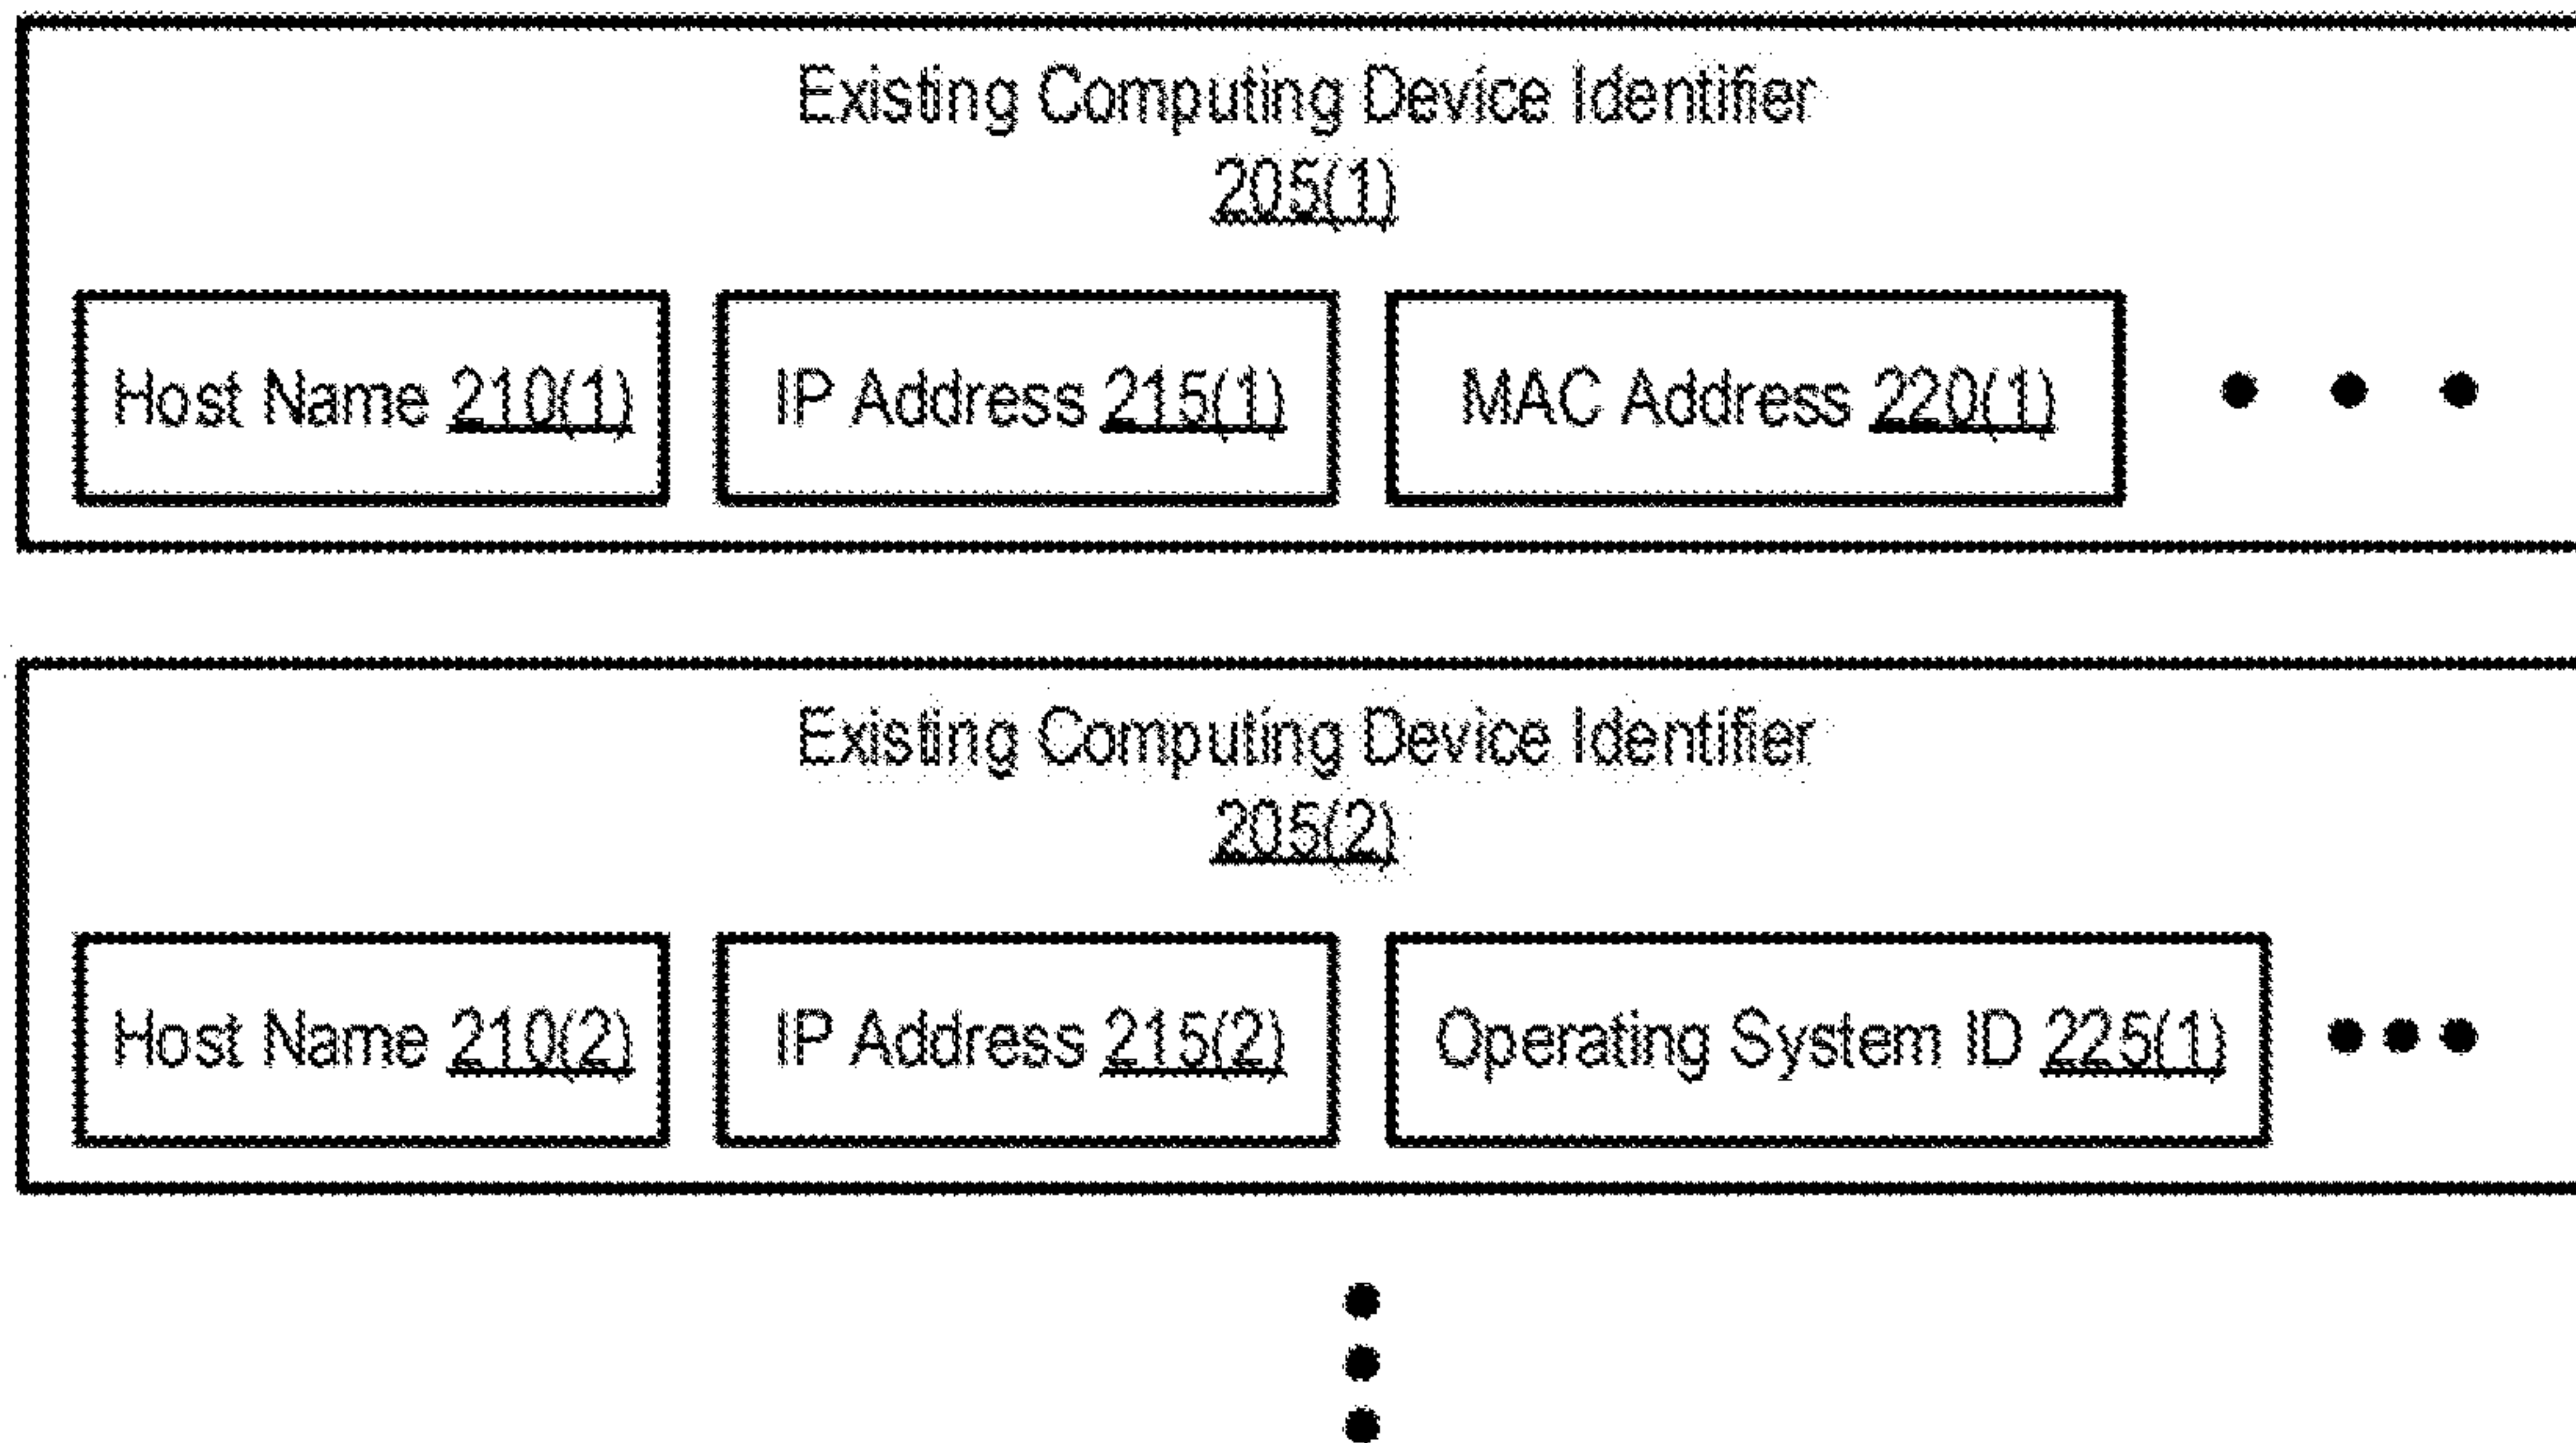 Existing Computing Device Identifier
205(1)
Host Name 210(1) IP Address 215(1) MAC Address 220(1)
Existing Computing Device Identifier
205(2)
Host Name 210(2) IP Address 215(2) Operating System ID 225(1)